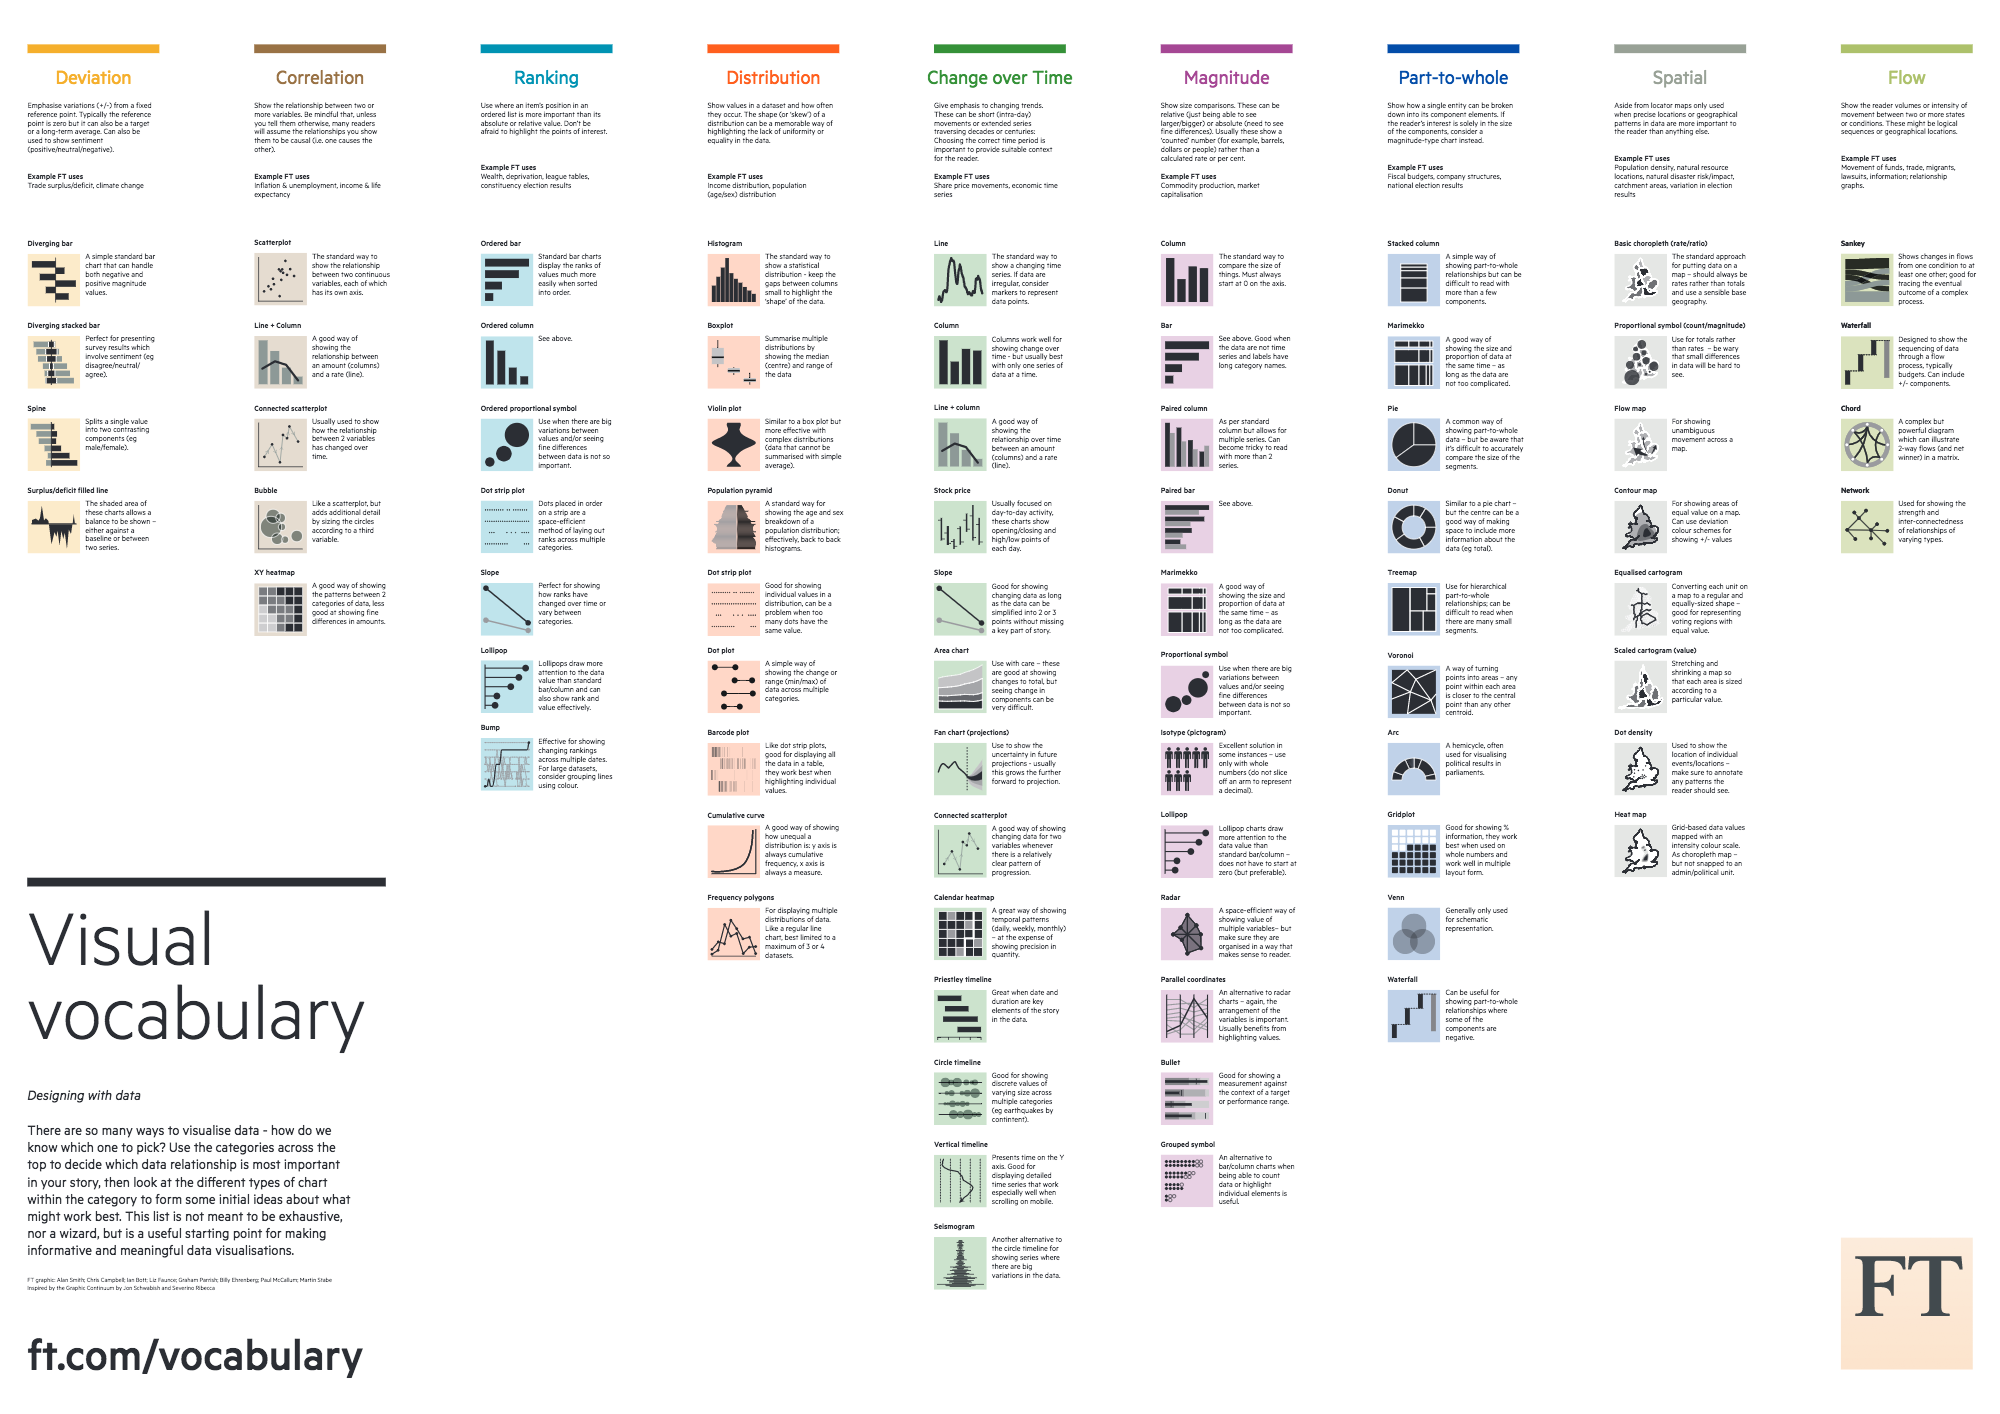 Deviation
Emphasise variations (+/-) from a fixed
reference point. Typically the reference
point is zero but it can also be a target
or a long-term average. Can also be
used to show sentiment
(positive/neutral/negative).
Example FT uses
Trade surplus/deficit, climate change
Diverging bar
A simple standard bar
chart that can handle
both negative and
positive magnitude
values.
Diverging stacked bar
Perfect for presenting
survey results which
involve sentiment (eg
disagree/neutral/
agree).
Spine
Splits a single value
into two contrasting
components (eg
male/female).
Surplus/deficit filled line
The shaded area of
these charts allows a
balance to be shown –
either against a
baseline or between
two series.
Correlation
Show the relationship between two or
more variables. Be mindful that, unless
you tell them otherwise, many readers
will assume the relationships you show
them to be causal (i.e. one causes the
other).
Example FT uses
Inflation & unemployment, income & life
expectancy
Scatterplot
The standard way to
show the relationship
between two continuous
variables, each of which
has its own axis.
Line + Column
A good way of
showing the
relationship between
an amount (columns)
and a rate (line).
Connected scatterplot
Usually used to show
how the relationship
between 2 variables
has changed over
time.
Bubble
Like a scatterplot, but
adds additional detail
by sizing the circles
according to a third
variable.
XY heatmap
A good way of showing
the patterns between 2
categories of data, less
good at showing fine
differences in amounts.
Ranking
Use where an item's position in an
ordered list is more important than its
absolute or relative value. Don't be
afraid to highlight the points of interest.
Example FT uses
Wealth, deprivation, league tables,
constituency election results
Ordered bar
Standard bar charts
display the ranks of
values much more
easily when sorted
into order.
Ordered column
See above.
Ordered proportional symbol
Use when there are big
variations between
values and/or seeing
fine differences
between data is not so
important.
Dot strip plot
Dots placed in order
on a strip are a
space-efficient
method of laying out
ranks across multiple
categories.
Slope
Perfect for showing
how ranks have
changed over time or
vary between
categories.
Lollipop
Lollipops draw more
attention to the data
value than standard
bar/column and can
also show rank and
value effectively.
Bump
Effective for showing
changing rankings
across multiple dates.
For large datasets,
consider grouping lines
using colour.
Distribution
Show values in a dataset and how often
they occur. The shape (or 'skew') of a
distribution can be a memorable way of
highlighting the lack of uniformity or
equality in the data.
Example FT uses
Income distribution, population
(age/sex) distribution
Histogram
The standard way to
show a statistical
distribution - keep the
gaps between columns
small to highlight the
'shape' of the data.
Boxplot
Summarise multiple
distributions by
showing the median
(centre) and range of
the data
Violin plot
Similar to a box plot but
more effective with
complex distributions
(data that cannot be
summarised with simple
average).
Population pyramid
A standard way for
showing the age and sex
breakdown of a
population distribution;
effectively, back to back
histograms.
Dot strip plot
Good for showing
individual values in a
distribution, can be a
problem when too
many dots have the
same value.
Dot plot
A simple way of
showing the change or
range (min/max) of
data across multiple
categories.
Barcode plot
Like dot strip plots,
good for displaying all
the data in a table,
they work best when
highlighting individual
values.
Cumulative curve
A good way of showing
how unequal a
distribution is: y axis is
always cumulative
frequency, x axis is
always a measure.
Frequency polygons
For displaying multiple
distributions of data.
Like a regular line
chart, best limited to a
maximum of 3 or 4
datasets.
Change over Time
Give emphasis to changing trends.
These can be short (intra-day)
movements or extended series
traversing decades or centuries:
Choosing the correct time period is
important to provide suitable context
for the reader.
Example FT uses
Share price movements, economic time
series
Line
The standard way to
show a changing time
series. If data are
irregular, consider
markers to represent
data points.
Column
Columns work well for
showing change over
time - but usually best
with only one series of
data at a time.
Line + column
A good way of
showing the
relationship over time
between an amount
(columns) and a rate
(line).
Stock price
Usually focused on
day-to-day activity,
these charts show
opening/closing and
high/low points of
each day.
Slope
Good for showing
changing data as long
as the data can be
simplified into 2 or 3
points without missing
a key part of story.
Area chart
Use with care – these
are good at showing
changes to total, but
seeing change in
components can be
very difficult.
Fan chart (projections)
Use to show the
uncertainty in future
projections - usually
this grows the further
forward to projection.
Connected scatterplot
A good way of showing
changing data for two
variables whenever
there is a relatively
clear pattern of
progression.
Calendar heatmap
A great way of showing
temporal patterns
(daily, weekly, monthly)
– at the expense of
showing precision in
quantity.
Priestley timeline
Great when date and
duration are key
elements of the story
in the data.
Circle timeline
Good for showing
discrete values of
varying size across
multiple categories
(eg earthquakes by
contintent).
Vertical timeline
Presents time on the Y
axis. Good for
displaying detailed
time series that work
especially well when
scrolling on mobile.
Seismogram
Another alternative to
the circle timeline for
showing series where
there are big
variations in the data.
Magnitude
Show size comparisons. These can be
relative (just being able to see
larger/bigger) or absolute (need to see
fine differences). Usually these show a
'counted' number (for example, barrels,
dollars or people) rather than a
calculated rate or per cent.
Example FT uses
Commodity production, market
capitalisation
Column
The standard way to
compare the size of
things. Must always
start at 0 on the axis.
Bar
See above. Good when
the data are not time
series and labels have
long category names.
Paired column
As per standard
column but allows for
multiple series. Can
become tricky to read
with more than 2
series.
Paired bar
See above.
Marimekko
A good way of
showing the size and
proportion of data at
the same time – as
long as the data are
not too complicated.
Proportional symbol
Use when there are big
variations between
values and/or seeing
fine differences
between data is not so
important.
Isotype (pictogram)
Excellent solution in
some instances – use
only with whole
numbers (do not slice
off an arm to represent
a decimal).
Lollipop
Lollipop charts draw
more attention to the
data value than
standard bar/column –
does not have to start at
zero (but preferable).
Radar
A space-efficient way of
showing value of
multiple variables– but
make sure they are
organised in a way that
makes sense to reader.
Parallel coordinates
An alternative to radar
charts – again, the
arrangement of the
variables is important.
Usually benefits from
highlighting values.
Bullet
Good for showing a
measurement against
the context of a target
or performance range.
Grouped symbol
An alternative to
bar/column charts when
being able to count
data or highlight
individual elements is
useful.
Part-to-whole
Show how a single entity can be broken
down into its component elements. If
the reader's interest is solely in the size
of the components, consider a
magnitude-type chart instead.
Example FT uses
Fiscal budgets, company structures,
national election results
Stacked column
A simple way of
showing part-to-whole
relationships but can be
difficult to read with
more than a few
components.
Marimekko
A good way of
showing the size and
proportion of data at
the same time – as
long as the data are
not too complicated.
Pie
A common way of
showing part-to-whole
data – but be aware that
it's difficult to accurately
compare the size of the
segments.
Donut
Similar to a pie chart –
but the centre can be a
good way of making
space to include more
information about the
data (eg total).
Treemap
Use for hierarchical
part-to-whole
relationships; can be
difficult to read when
there are many small
segments.
Voronoi
A way of turning
points into areas – any
point within each area
is closer to the central
point than any other
centroid.
Arc
A hemicycle, often
used for visualising
political results in
parliaments.
Gridplot
Good for showing %
information, they work
best when used on
whole numbers and
work well in multiple
layout form.
Venn
Generally only used
for schematic
representation.
Waterfall
Can be useful for
showing part-to-whole
relationships where
some of the
components are
negative.
Spatial
Aside from locator maps only used
when precise locations or geographical
patterns in data are more important to
the reader than anything else.
Example FT uses
Population density, natural resource
locations, natural disaster risk/impact,
catchment areas, variation in election
results
Basic choropleth (rate/ratio)
The standard approach
for putting data on a
map – should always be
rates rather than totals
and use a sensible base
geography.
Proportional symbol (count/magnitude)
Use for totals rather
than rates – be wary
that small differences
in data will be hard to
see.
Flow map
For showing
unambiguous
movement across a
map.
Contour map
For showing areas of
equal value on a map.
Can use deviation
colour schemes for
showing +/- values
Equalised cartogram
Converting each unit on
a map to a regular and
equally-sized shape –
good for representing
voting regions with
equal value.
Scaled cartogram (value)
Stretching and
shrinking a map so
that each area is sized
according to a
particular value.
Dot density
Used to show the
location of individual
events/locations –
make sure to annotate
any patterns the
reader should see.
Heat map
Grid-based data values
mapped with an
intensity colour scale.
As choropleth map –
but not snapped to an
admin/political unit.
Flow
Show the reader volumes or intensity of
movement between two or more states
or conditions. These might be logical
sequences or geographical locations.
Example FT uses
Movement of funds, trade, migrants,
lawsuits, information; relationship
graphs.
Sankey
Shows changes in flows
from one condition to at
least one other; good for
tracing the eventual
outcome of a complex
process.
Waterfall
Designed to show the
sequencing of data
through a flow
process, typically
budgets. Can include
+/- components.
Chord
A complex but
powerful diagram
which can illustrate
2-way flows (and net
winner) in a matrix.
Network
Used for showing the
strength and
inter-connectedness
of relationships of
varying types.
Visual
vocabulary
Designing with data
There are so many ways to visualise data - how do we
know which one to pick? Use the categories across the
top to decide which data relationship is most important
in your story, then look at the different types of chart
within the category to form some initial ideas about what
might work best. This list is not meant to be exhaustive,
nor a wizard, but is a useful starting point for making
informative and meaningful data visualisations.
FT graphic: Alan Smith; Chris Campbell; Ian Bott; Liz Faunce; Graham Parrish; Billy Ehrenberg; Paul McCallum; Martin Stabe
Inspired by the Graphic Continuum by Jon Schwabish and Severino Ribecca
ft.com/vocabulary
FT